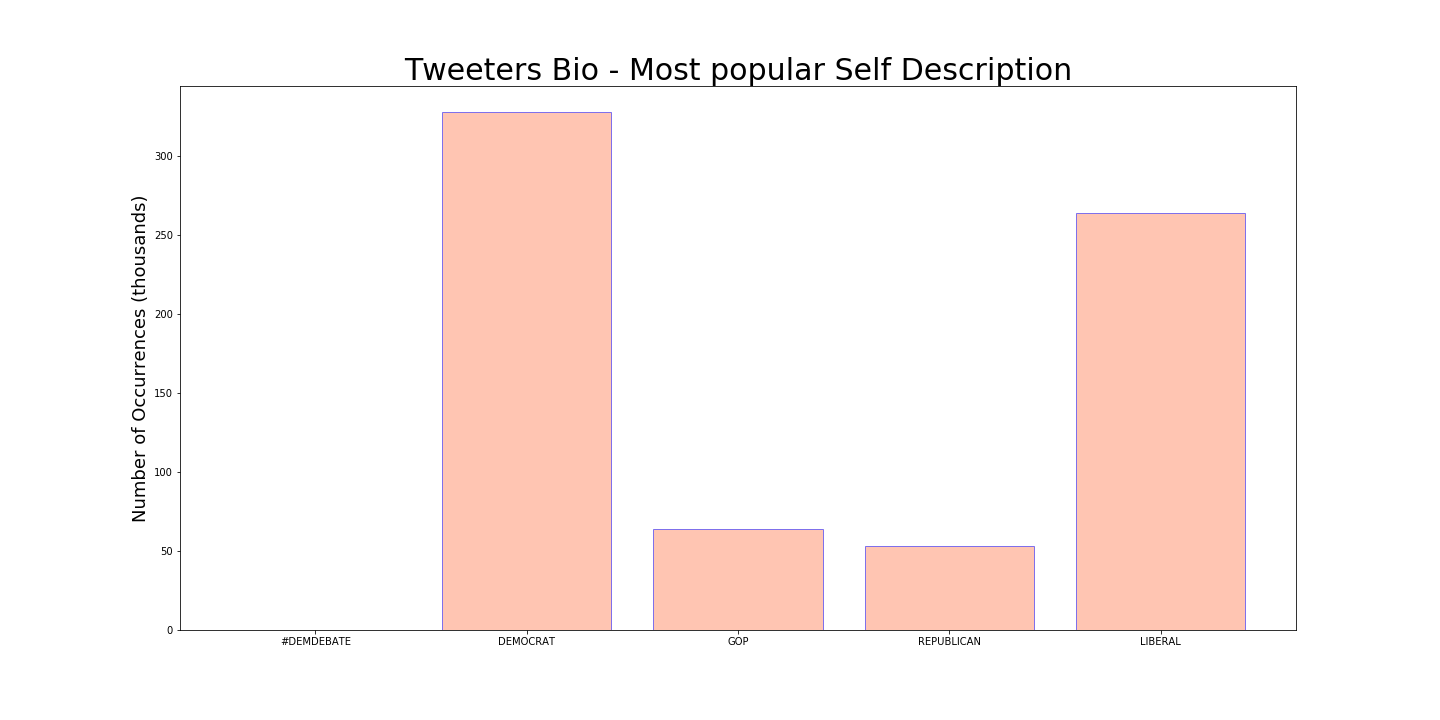 Tweeters Bio - Most popular Self Description
Number of Occurrences (thousands)
300
250
200
150
100
50
0
#DEMDEBATE
DEMOCRAT
GOP
REPUBLICAN
LIBERAL